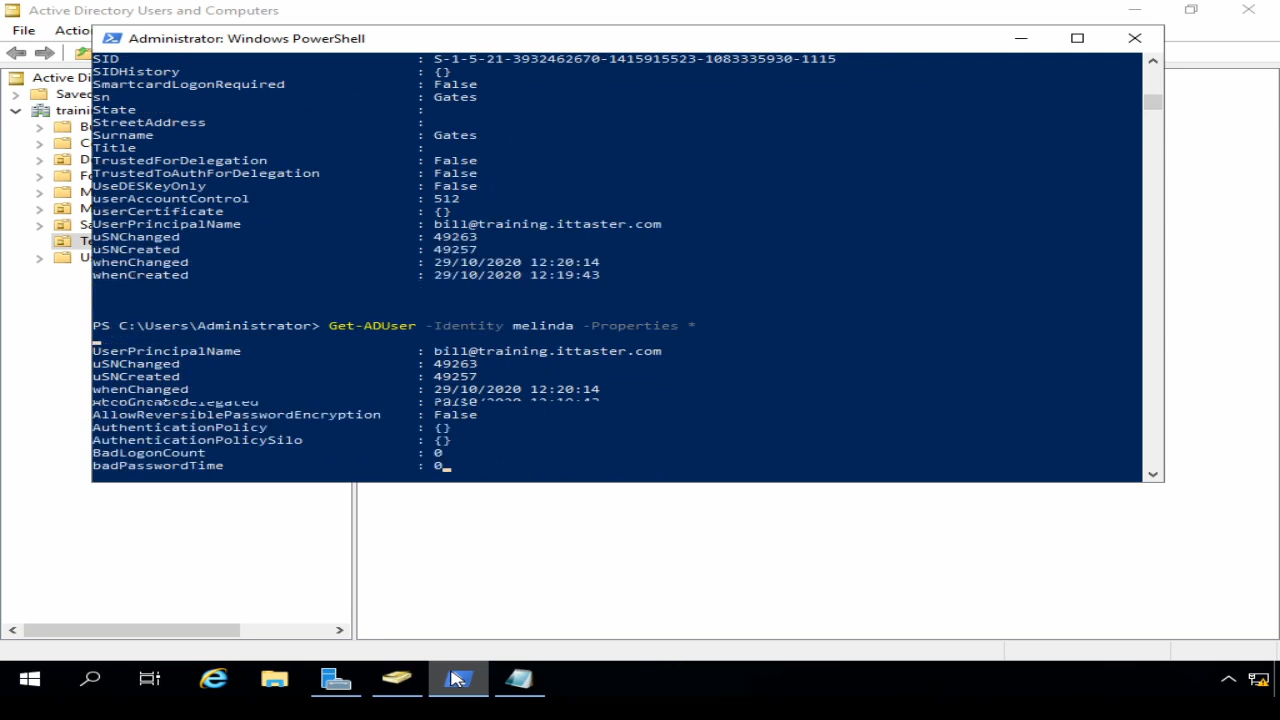 Active Directory Users and Computers
File Actio
Administrator: Windows PowerShell
Active Di
Saved
traini
B
C
D
Fo
M
M
Sa
Te
U
SID : S-1-5-21-3932462670-1415915523-1083335930-1115
SIDHistory : {}
SmartcardLogonRequired : False
sn : Gates
State :
StreetAddress :
Surname : Gates
Title :
TrustedForDelegation : False
TrustedToAuthForDelegation : False
UseDESKeyOnly : False
userAccountControl : 512
userCertificate : {}
UserPrincipalName : bill@training.ittaster.com
uSNChanged : 49263
uSNCreated : 49257
whenChanged : 29/10/2020 12:20:14
whenCreated : 29/10/2020 12:19:43
PS C:\Users\Administrator> Get-ADUser -Identity melinda -Properties *
UserPrincipalName : bill@training.ittaster.com
uSNChanged : 49263
uSNCreated : 49257
whenChanged : 29/10/2020 12:20:14
AllowReversiblePasswordEncryption : False
AuthenticationPolicy : {}
AuthenticationPolicySilo : {}
BadLogonCount : 0
badPasswordTime : 0